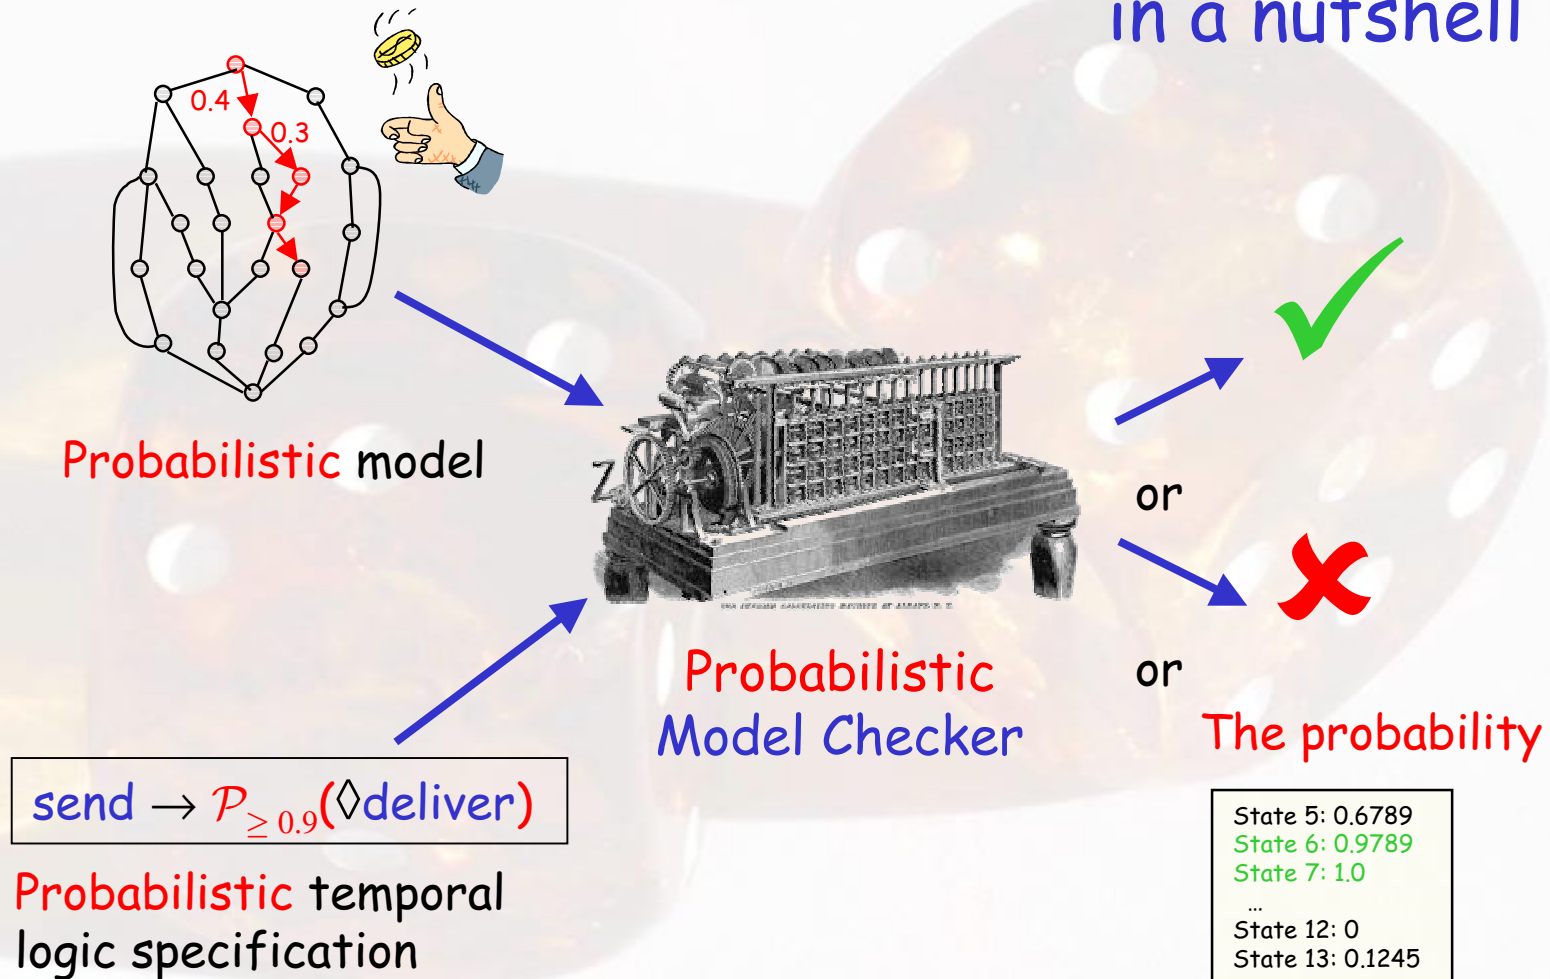 in a nutshell
0.4
0.3
Probabilistic model
or
or
Probabilistic
Model Checker
The probability
send → P≥ 0.9(◊deliver)
Probabilistic temporal
logic specification
State 5: 0.6789
State 6: 0.9789
State 7: 1.0
...
State 12: 0
State 13: 0.1245